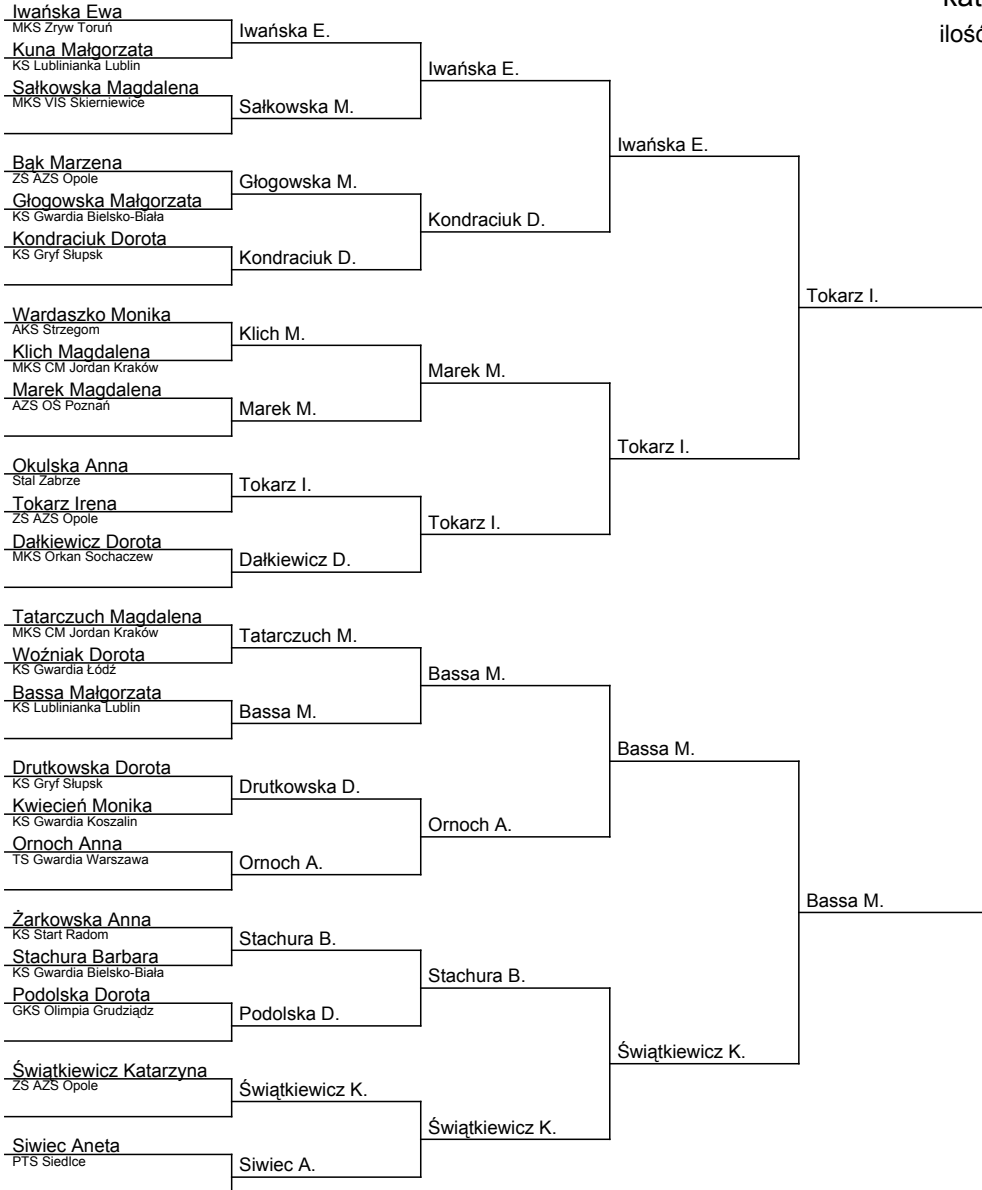 Iwańska Ewa
MKS Zryw Toruń
Kuna Małgorzata
KS Lublinianka Lublin
Sałkowska Magdalena
MKS VIS Skierniewice
Bąk Marzena
ZŚ AZS Opole
Głogowska Małgorzata
KS Gwardia Bielsko-Biała
Kondraciuk Dorota
KS Gryf Słupsk
Wardaszko Monika
AKS Strzegom
Klich Magdalena
MKS CM Jordan Kraków
Marek Magdalena
AZS OŚ Poznań
Okulska Anna
Stal Zabrze
Tokarz Irena
ZŚ AZS Opole
Dałkiewicz Dorota
MKS Orkan Sochaczew
Tatarczuch Magdalena
MKS CM Jordan Kraków
Woźniak Dorota
KS Gwardia Łódź
Bassa Małgorzata
KS Lublinianka Lublin
Drutkowska Dorota
KS Gryf Słupsk
Kwiecień Monika
KS Gwardia Koszalin
Ornoch Anna
TS Gwardia Warszawa
Żarkowska Anna
KS Start Radom
Stachura Barbara
KS Gwardia Bielsko-Biała
Podolska Dorota
GKS Olimpia Grudziądz
Świątkiewicz Katarzyna
ZŚ AZS Opole
Siwiec Aneta
PTS Siedlce
Iwańska E.
Sałkowska M.
Głogowska M.
Kondraciuk D.
Klich M.
Marek M.
Tokarz I.
Dałkiewicz D.
Tatarczuch M.
Bassa M.
Drutkowska D.
Ornoch A.
Stachura B.
Podolska D.
Świątkiewicz K.
Siwiec A.
Iwańska E.
Kondraciuk D.
Marek M.
Tokarz I.
Bassa M.
Ornoch A.
Stachura B.
Świątkiewicz K.
Iwańska E.
Tokarz I.
Bassa M.
Świątkiewicz K.
Tokarz I.
Bassa M.
ilość